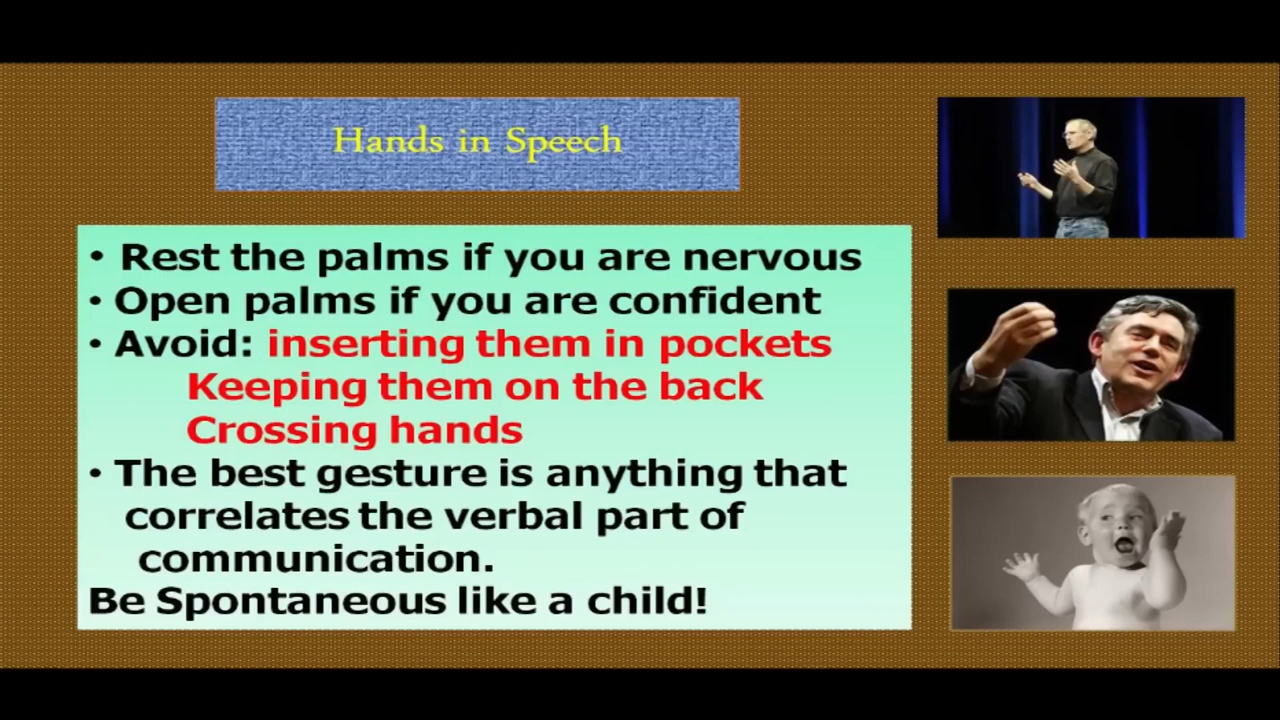 Hands in Speech
• Rest the palms if you are nervous
• Open palms if you are confident
• Avoid: inserting them in pockets
Keeping them on the back
Crossing hands
• The best gesture is anything that
correlates the verbal part of
communication.
Be Spontaneous like a child!